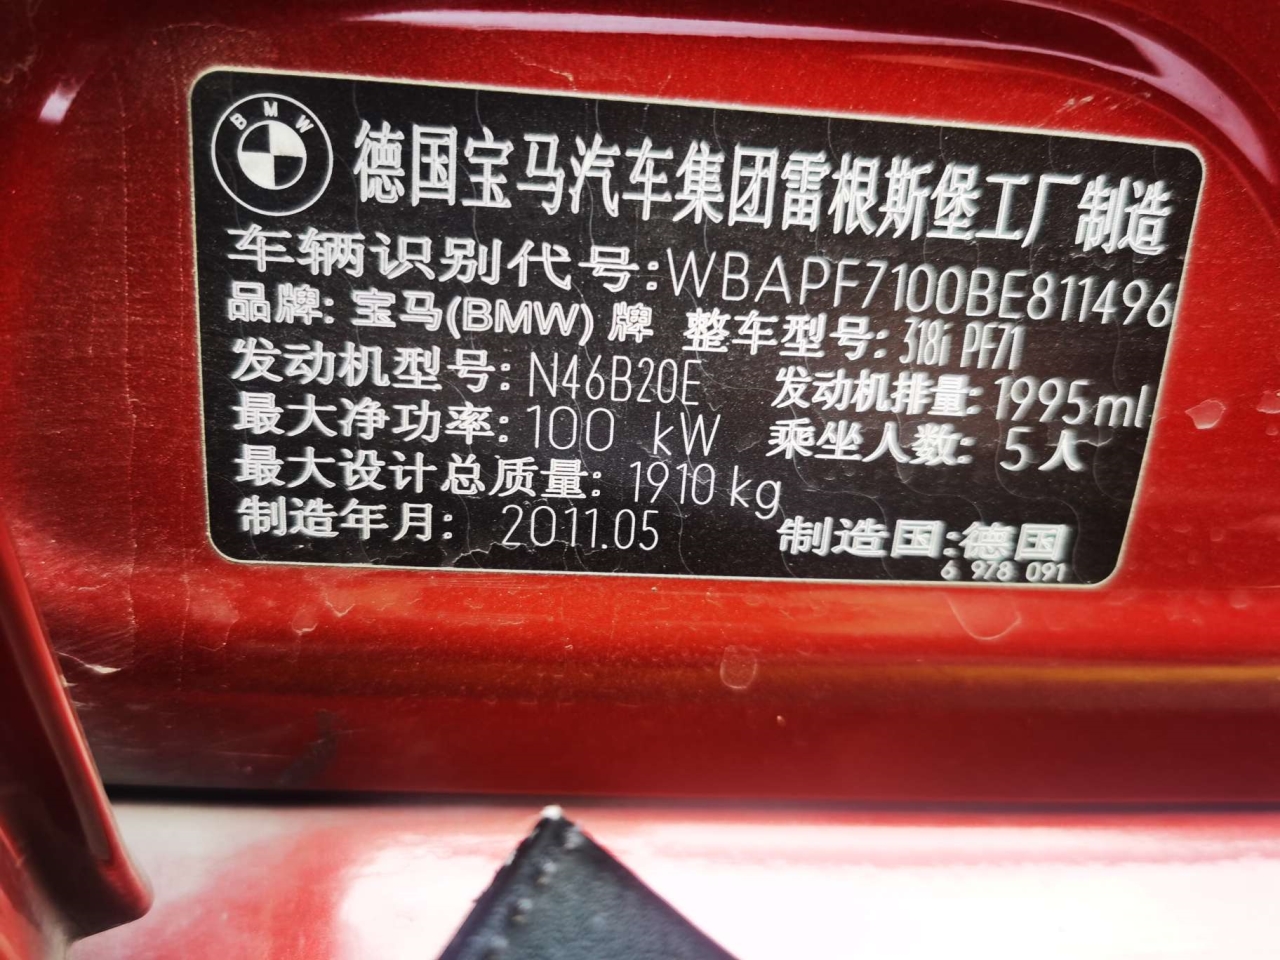 BMW
德国宝马汽车集团雷根斯堡工厂制造
车辆识别代号:WBAPF7100BE811496
品牌: 宝马(BMW) 牌 整车型号: 318i PF71
发动机型号: N46B20E 发动机排量: 1995ml
最大净功率: 100 kW 乘坐人数: 5人
最大设计总质量: 1910 kg
制造年月: 2011.05 制造国:德国
6 978 091